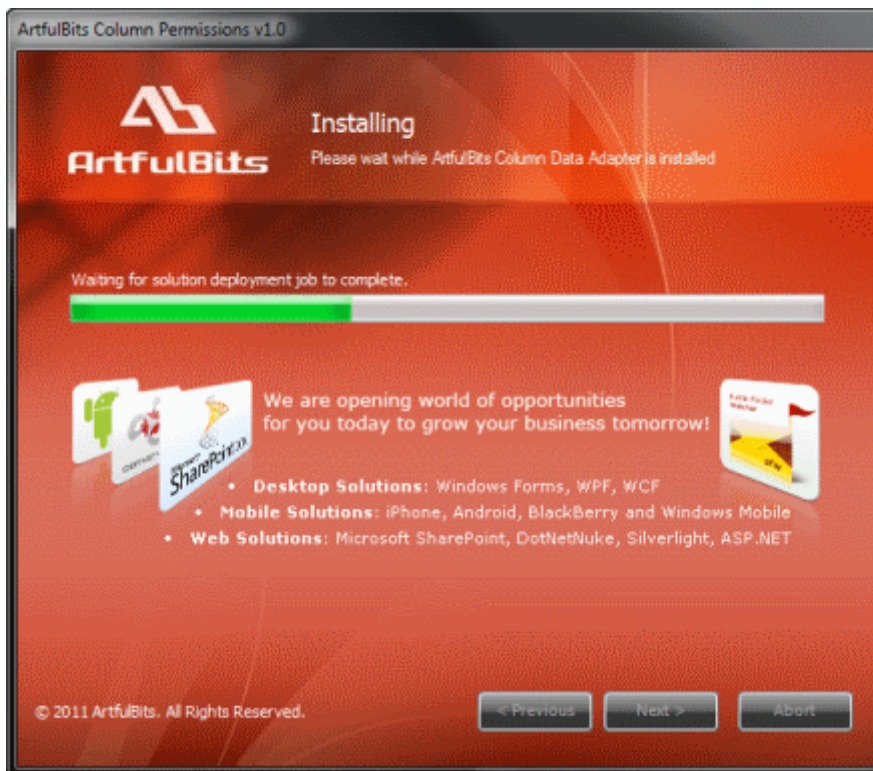 ArtfulBits Column Permissions v1.0
ArtfulBits
Installing
Please wait while ArtfulBits Column Data Adapter is installed
Waiting for solution deployment job to complete.
We are opening world of opportunities
for you today to grow your business tomorrow!
Microsoft
SharePoint
• Desktop Solutions: Windows Forms, WPF, WCF
• Mobile Solutions: iPhone, Android, BlackBerry and Windows Mobile
• Web Solutions: Microsoft SharePoint, DotNetNuke, Silverlight, ASP.NET
© 2011 ArtfulBits. All Rights Reserved.
< Previous
Next >
Abort